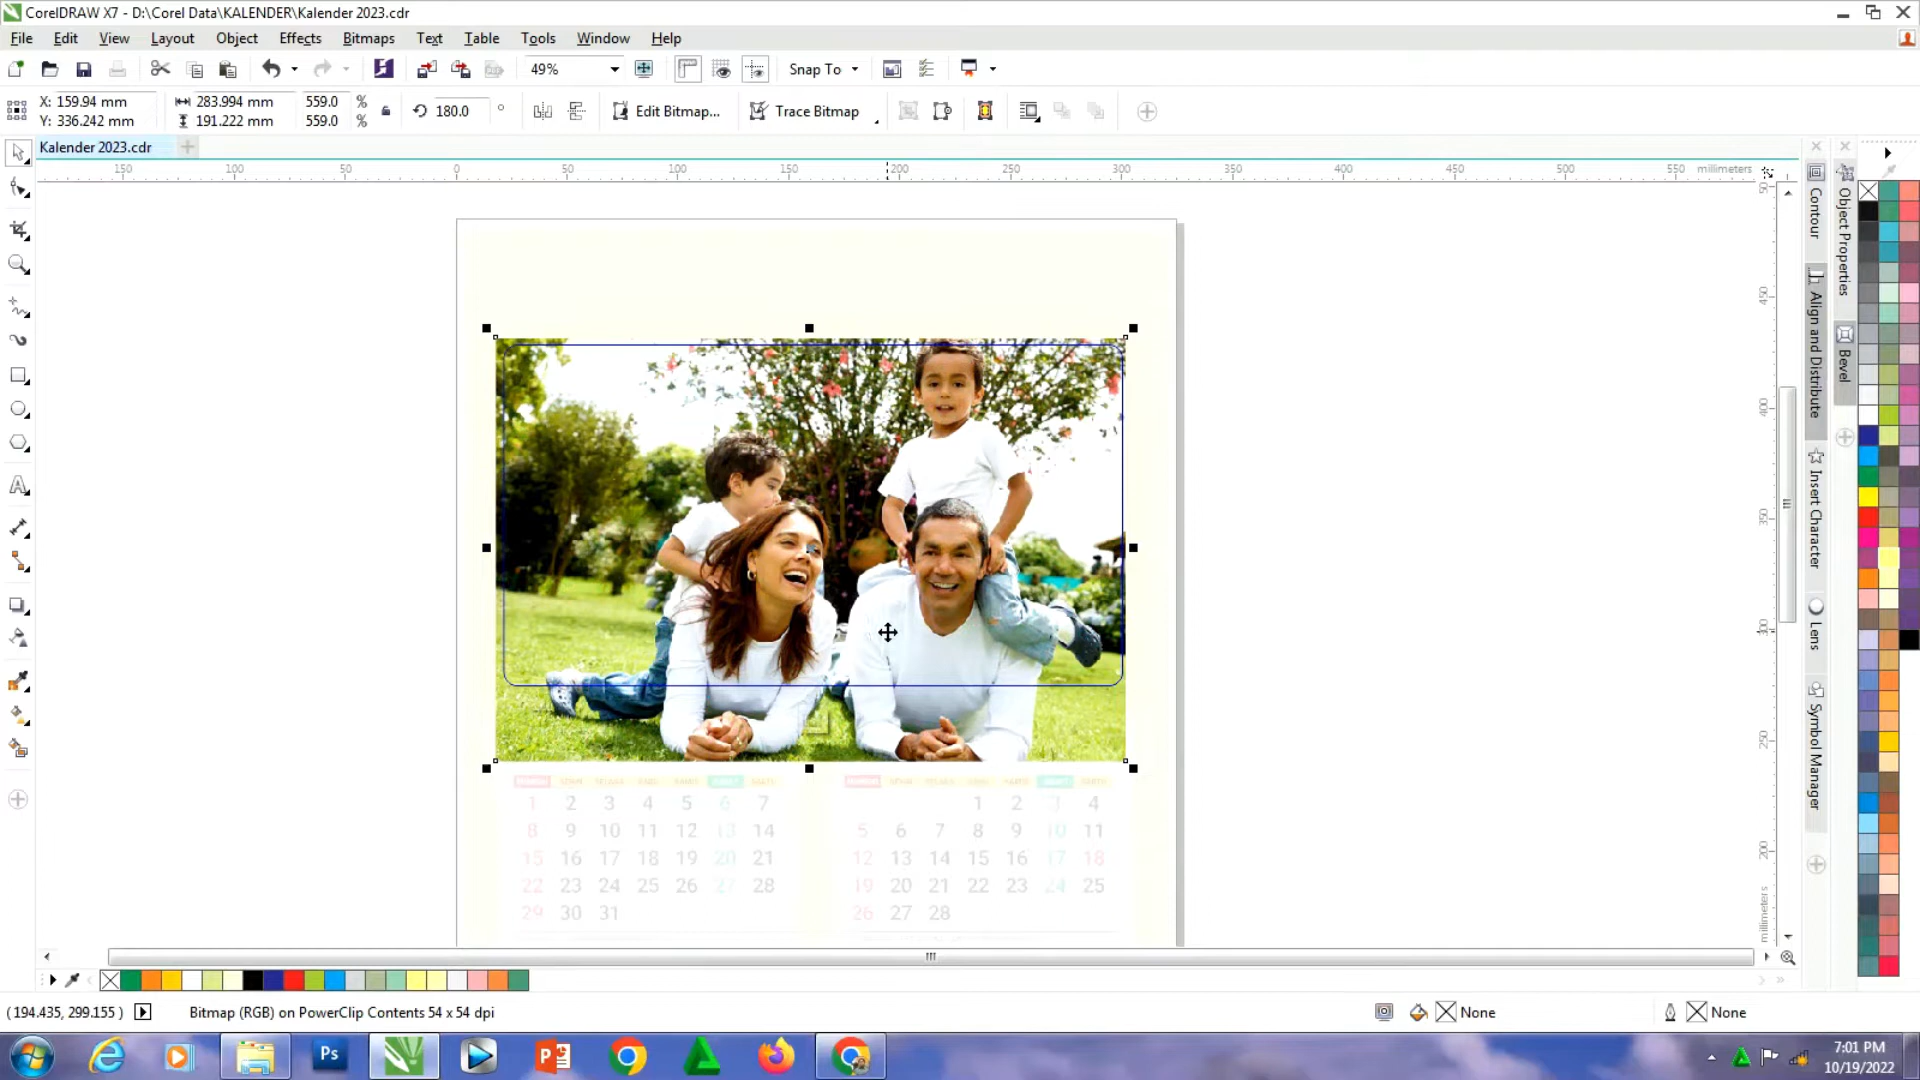 CorelDRAW X7 - D:\Corel Data\KALENDER\Kalender 2023.cdr
File Edit View Layout Object Effects Bitmaps Text Table Tools Window Help
49% Snap To
X: 159.94 mm 283.994 mm 559.0 % 180.0 ° Edit Bitmap... Trace Bitmap
Y: 336.242 mm 191.222 mm 559.0 %
Kalender 2023.cdr
150 100 50 0 50 100 150 200 250 300 350 400 450 500 550 millimeters
450
400
350
300
250
200
millimeters
Contour
Align and Distribute
Insert Character
Lens
Symbol Manager
Object Properties
Bevel
1 2 3 4 5 6 7 1 2 3 4
8 9 10 11 12 13 14 5 6 7 8 9 10 11
15 16 17 18 19 20 21 12 13 14 15 16 17 18
22 23 24 25 26 27 28 19 20 21 22 23 24 25
29 30 31 26 27 28
( 194.435, 299.155 ) Bitmap (RGB) on PowerClip Contents 54 x 54 dpi None None
Ps
7:01 PM
10/19/2022